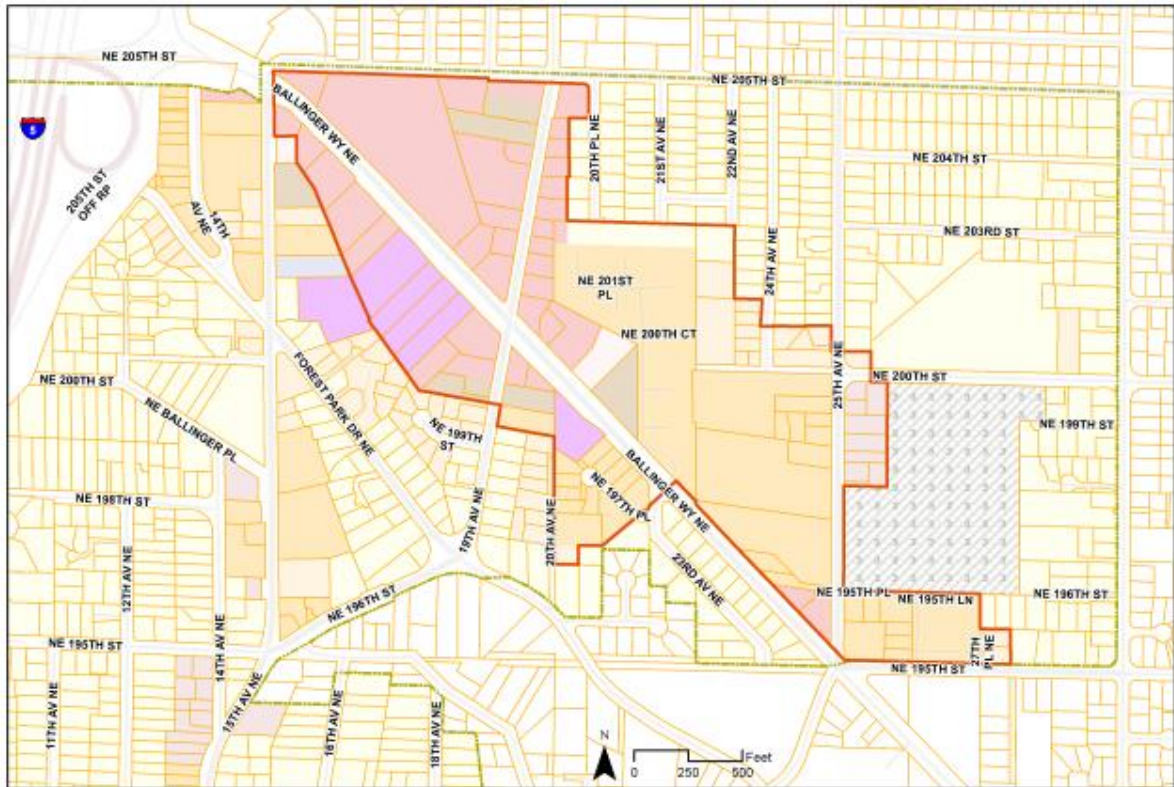 NE 205TH ST
NE 205TH ST
BALLINGER WY NE
5
205TH ST
OFF RP
14TH
AV NE
20TH PL NE
21ST AV NE
22ND AV NE
NE 204TH ST
NE 203RD ST
24TH AV NE
NE 201ST
PL
NE 200TH CT
25TH AV NE
NE 200TH ST
NE 200TH ST
FOREST PARK DR NE
NE BALLINGER PL
NE 199TH
ST
NE 199TH ST
BALLINGER WY NE
NE 198TH ST
19TH AV NE
20TH AV NE
NE 197TH PL
23RD AV NE
12TH AV NE
14TH AV NE
NE 196TH ST
NE 195TH PL
NE 195TH LN
NE 196TH ST
27TH
PL NE
NE 195TH ST
NE 195TH ST
11TH AV NE
15TH AV NE
16TH AV NE
18TH AV NE
N
Feet
0 250 500